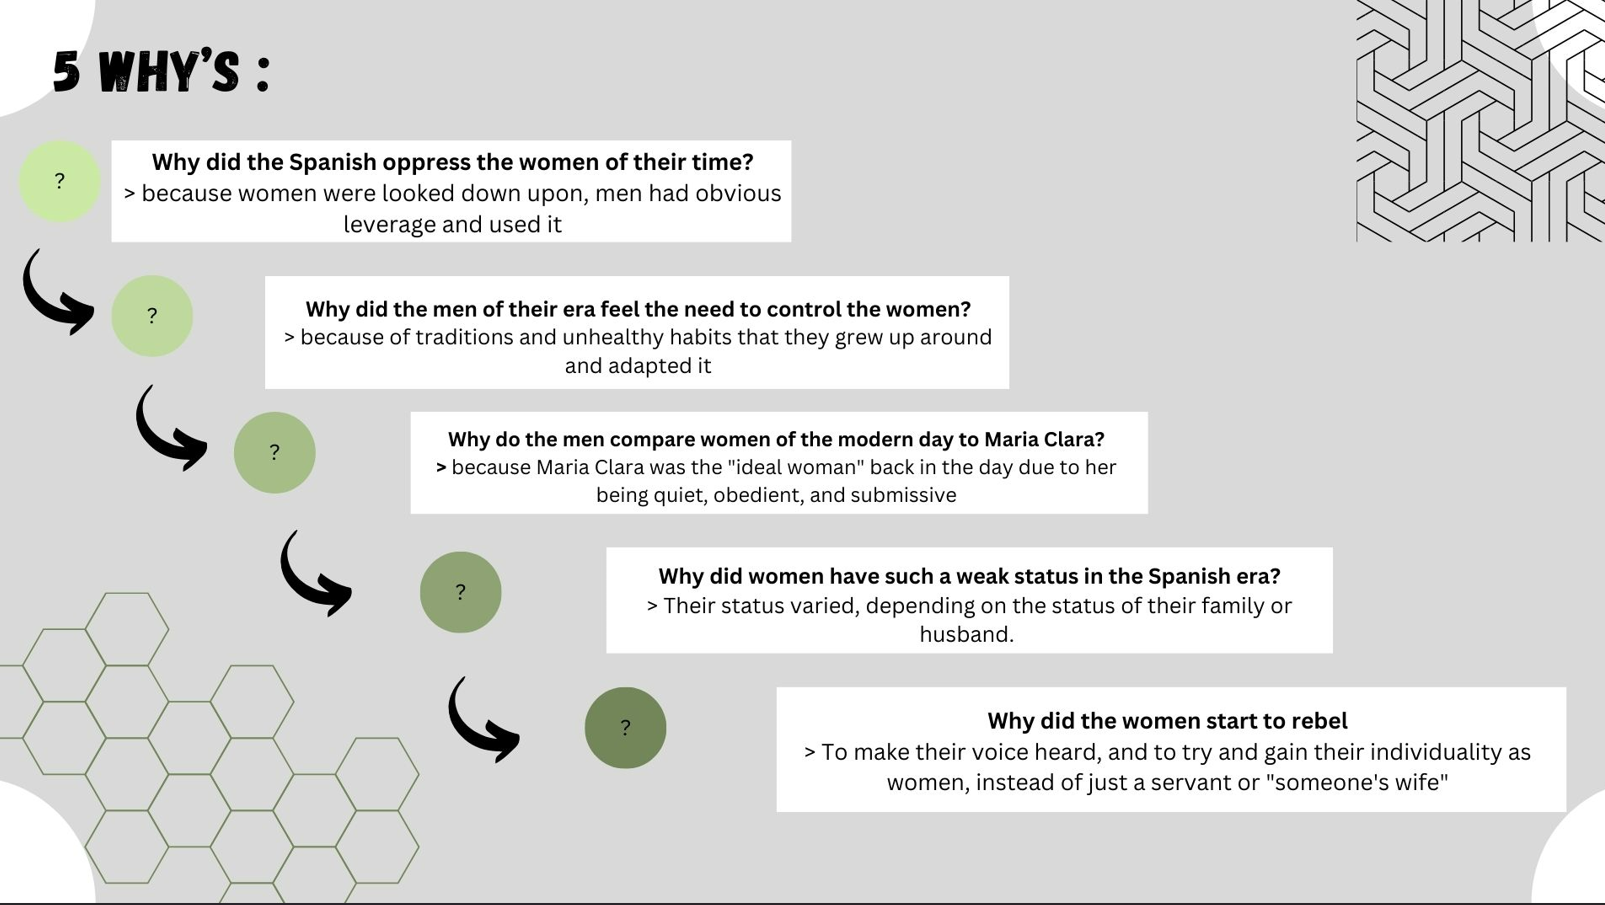 5 WHY'S :
?
Why did the Spanish oppress the women of their time?
> because women were looked down upon, men had obvious
leverage and used it
?
Why did the men of their era feel the need to control the women?
> because of traditions and unhealthy habits that they grew up around
and adapted it
?
Why do the men compare women of the modern day to Maria Clara?
> because Maria Clara was the "ideal woman" back in the day due to her
being quiet, obedient, and submissive
?
Why did women have such a weak status in the Spanish era?
> Their status varied, depending on the status of their family or
husband.
?
Why did the women start to rebel
> To make their voice heard, and to try and gain their individuality as
women, instead of just a servant or "someone's wife"